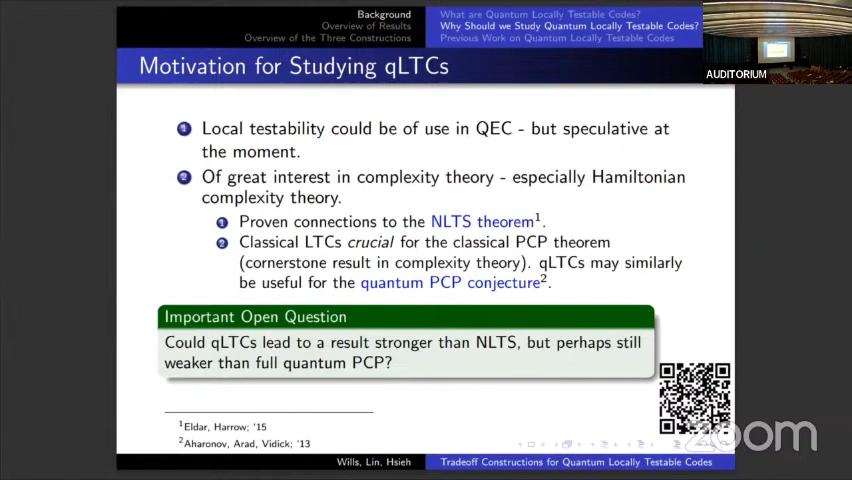 Background
Overview of Results
Overview of the Three Constructions
What are Quantum Locally Testable Codes?
Why Should we Study Quantum Locally Testable Codes?
Previous Work on Quantum Locally Testable Codes
AUDITORIUM
Motivation for Studying qLTCs
1 Local testability could be of use in QEC - but speculative at
the moment.
2 Of great interest in complexity theory - especially Hamiltonian
complexity theory.
1 Proven connections to the NLTS theorem¹.
2 Classical LTCs crucial for the classical PCP theorem
(cornerstone result in complexity theory). qLTCs may similarly
be useful for the quantum PCP conjecture².
Important Open Question
Could qLTCs lead to a result stronger than NLTS, but perhaps still
weaker than full quantum PCP?
¹Eldar, Harrow; '15
²Aharonov, Arad, Vidick; '13
zoom
Wills, Lin, Hsieh
Tradeoff Constructions for Quantum Locally Testable Codes